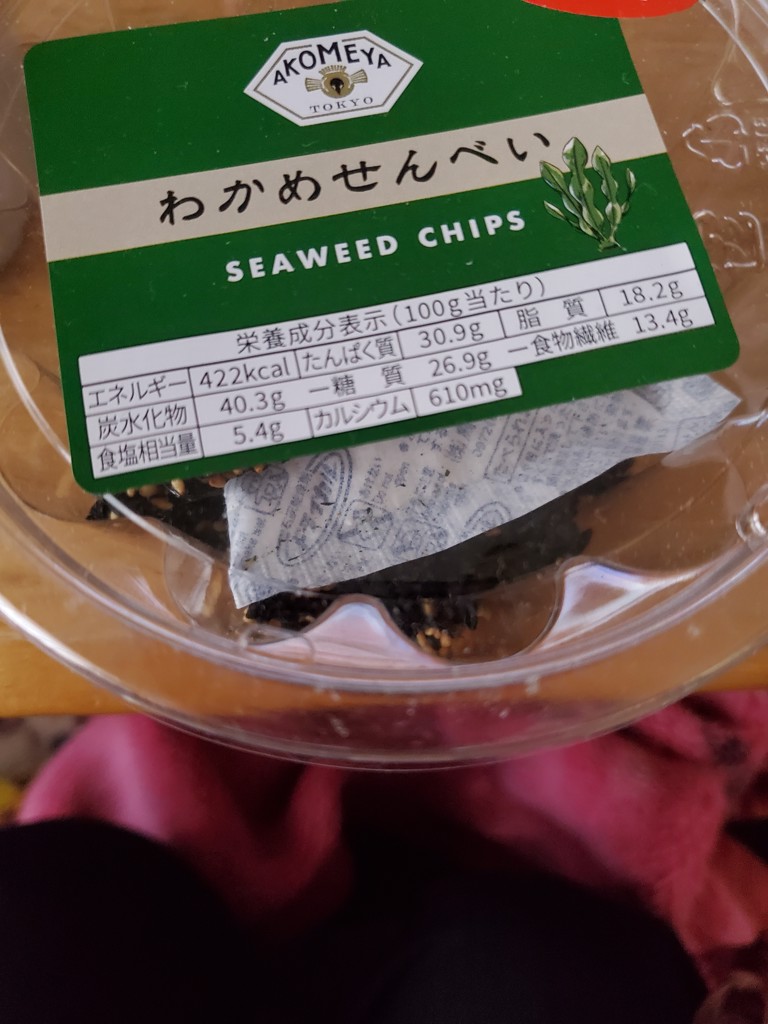 AKOMEYA
TOKYO
わかめせんべい
SEAWEED CHIPS
栄養成分表示(100g当たり)
エネルギー 422kcal たんぱく質 30.9g 脂 質 18.2g
炭水化物 40.3g ー糖 質 26.9g ー食物繊維 13.4g
食塩相当量 5.4g カルシウム 610mg